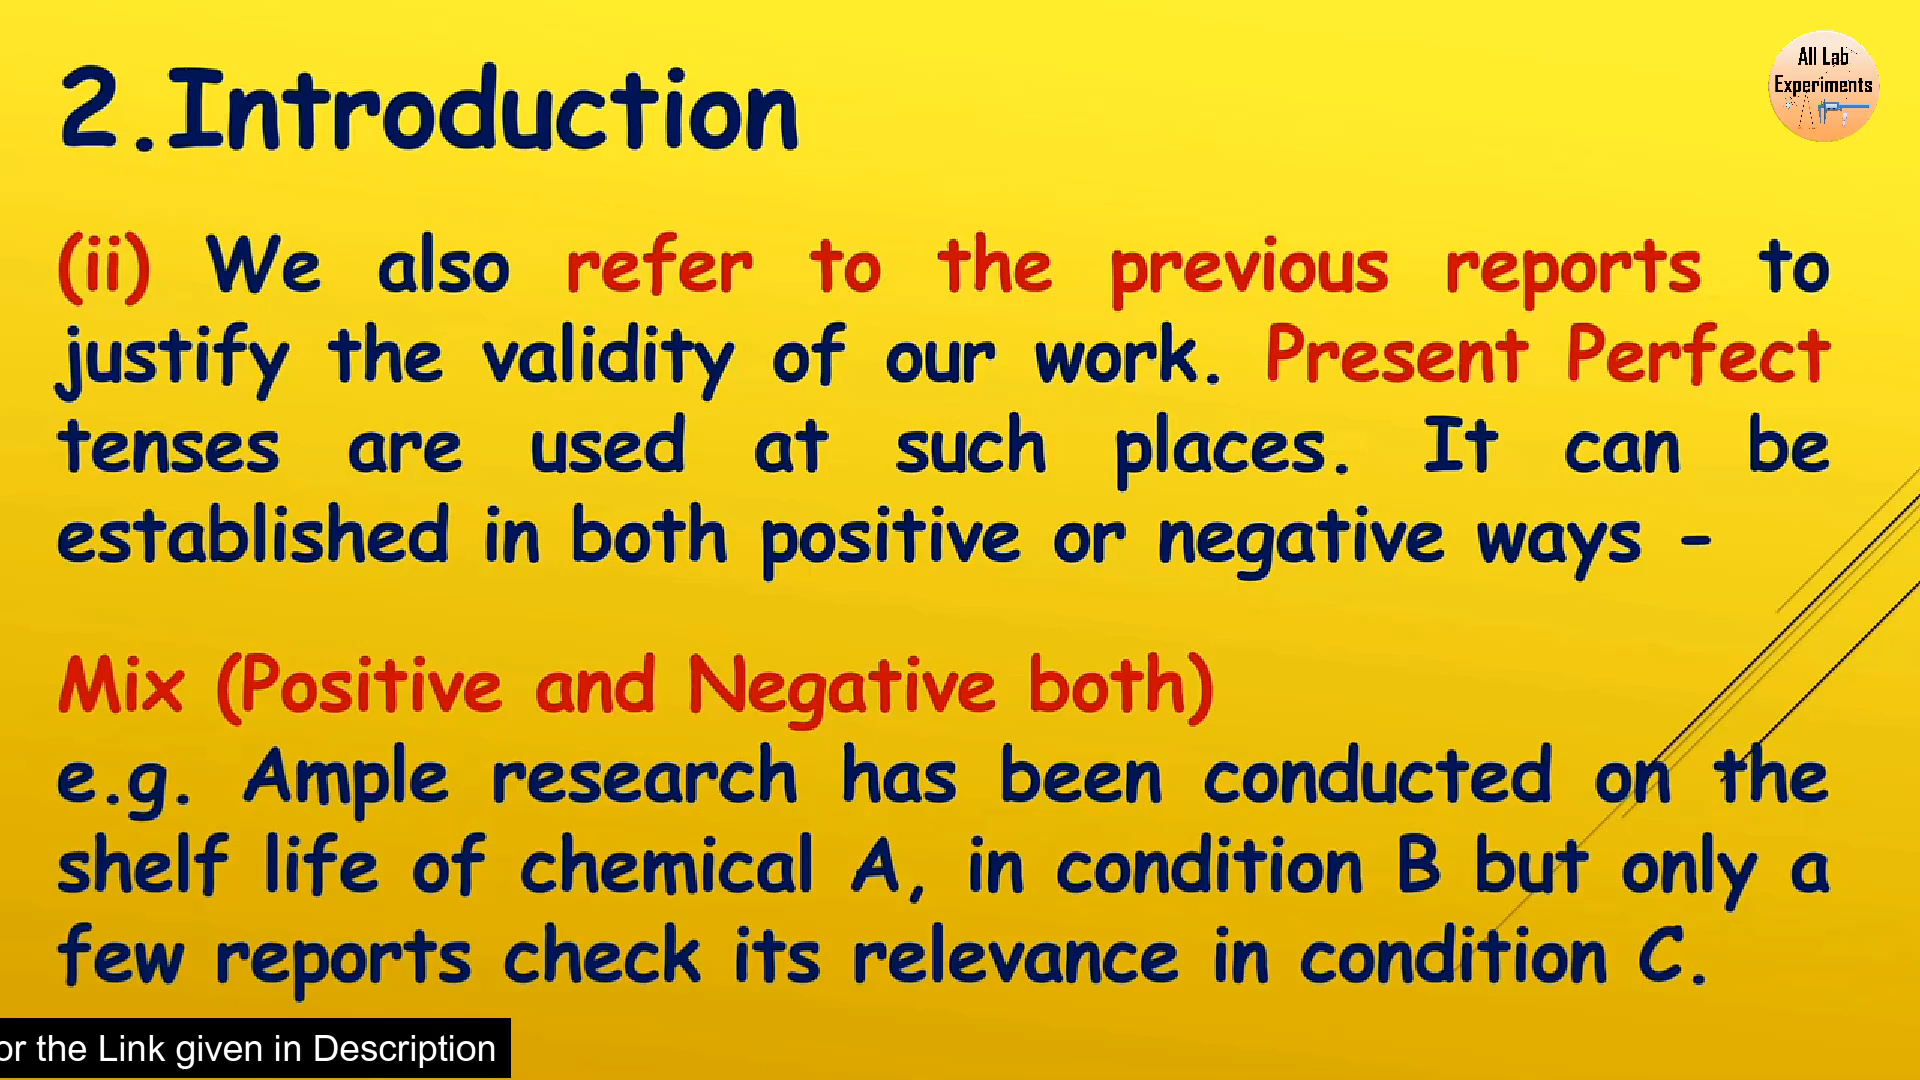 All Lab
Experiments
2.Introduction
(ii) We also refer to the previous reports to
justify the validity of our work. Present Perfect
tenses are used at such places. It can be
established in both positive or negative ways -
Mix (Positive and Negative both)
e.g. Ample research has been conducted on the
shelf life of chemical A, in condition B but only a
few reports check its relevance in condition C.
or the Link given in Description